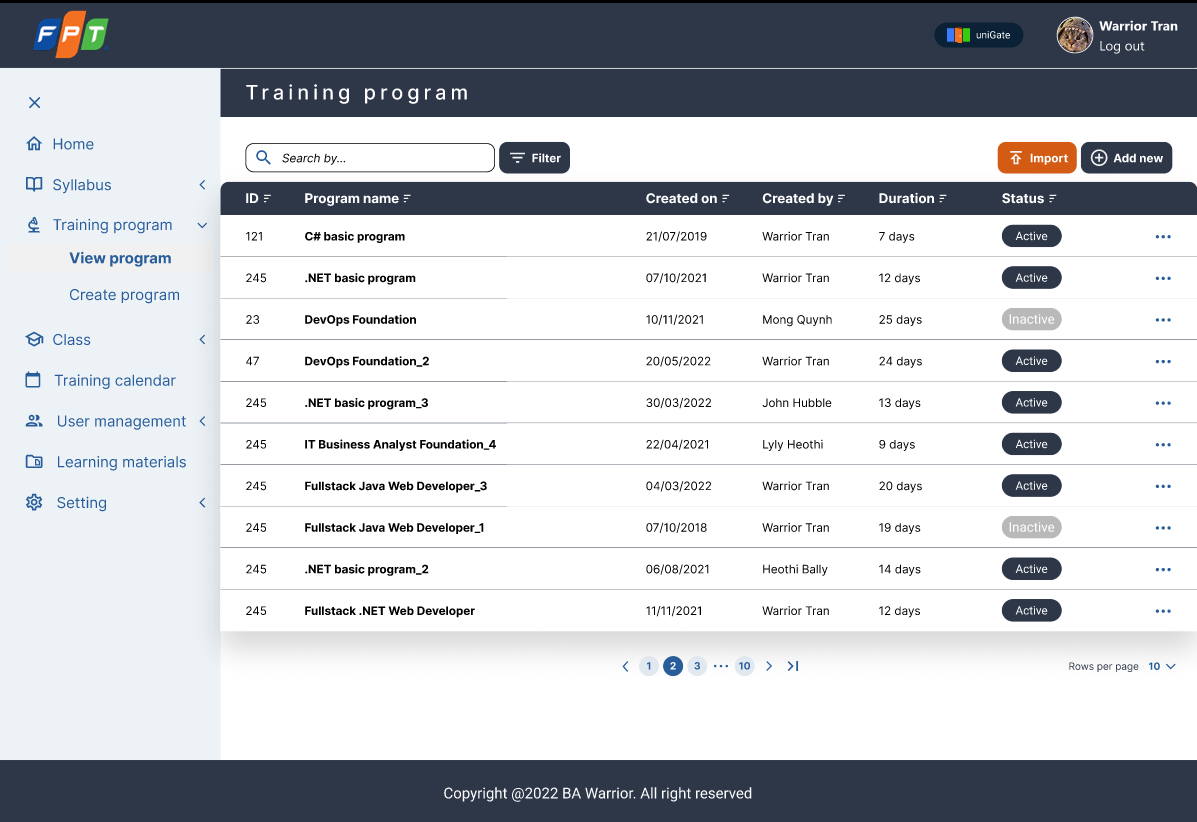 FPT
uniGate
Warrior Tran
Log out
Training program
Home
Syllabus
Training program
View program
Create program
Class
Training calendar
User management
Learning materials
Setting
Search by...
Filter
Import
Add new
ID Program name Created on Created by Duration Status
121 C# basic program 21/07/2019 Warrior Tran 7 days Active
245 .NET basic program 07/10/2021 Warrior Tran 12 days Active
23 DevOps Foundation 10/11/2021 Mong Quynh 25 days Inactive
47 DevOps Foundation_2 20/05/2022 Warrior Tran 24 days Active
245 .NET basic program_3 30/03/2022 John Hubble 13 days Active
245 IT Business Analyst Foundation_4 22/04/2021 Lyly Heothi 9 days Active
245 Fullstack Java Web Developer_3 04/03/2022 Warrior Tran 20 days Active
245 Fullstack Java Web Developer_1 07/10/2018 Warrior Tran 19 days Inactive
245 .NET basic program_2 06/08/2021 Heothi Bally 14 days Active
245 Fullstack .NET Web Developer 11/11/2021 Warrior Tran 12 days Active
1 2 3 ... 10
Rows per page 10
Copyright @2022 BA Warrior. All right reserved